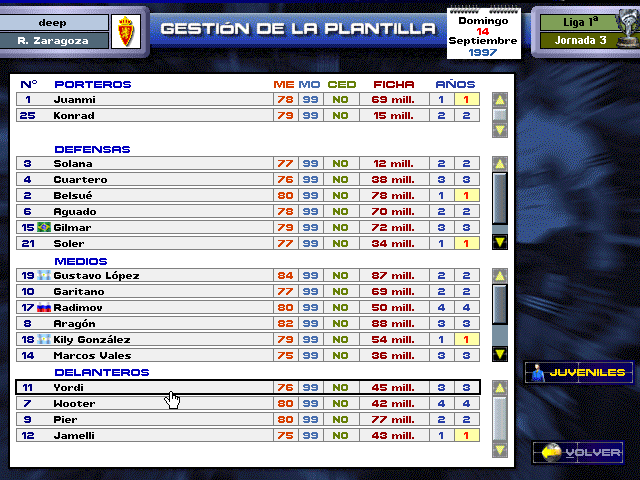 deep
R. Zaragoza
GESTIÓN DE LA PLANTILLA
Domingo
14
Septiembre
1997
Liga 1ª
Jornada 3
Nº PORTEROS ME MO CED FICHA AÑOS
1 Juanmi 78 99 NO 69 mill. 1 1
25 Konrad 79 99 NO 15 mill. 2 2
DEFENSAS
3 Solana 77 99 NO 12 mill. 2 2
4 Cuartero 76 99 NO 38 mill. 3 3
2 Belsué 80 99 NO 78 mill. 1 1
6 Aguado 78 99 NO 70 mill. 2 2
15 Gilmar 79 99 NO 72 mill. 3 3
21 Soler 77 99 NO 34 mill. 1 1
MEDIOS
19 Gustavo López 84 99 NO 87 mill. 2 2
10 Garitano 77 99 NO 69 mill. 2 2
17 Radimov 80 99 NO 50 mill. 4 4
8 Aragón 82 99 NO 88 mill. 3 3
18 Kily González 79 99 NO 54 mill. 1 1
14 Marcos Vales 75 99 NO 36 mill. 3 3
DELANTEROS
11 Yordi 76 99 NO 45 mill. 3 3
7 Wooter 80 99 NO 42 mill. 4 4
9 Pier 80 99 NO 77 mill. 2 2
12 Jamelli 75 99 NO 43 mill. 1 1
JUVENILES
VOLVER